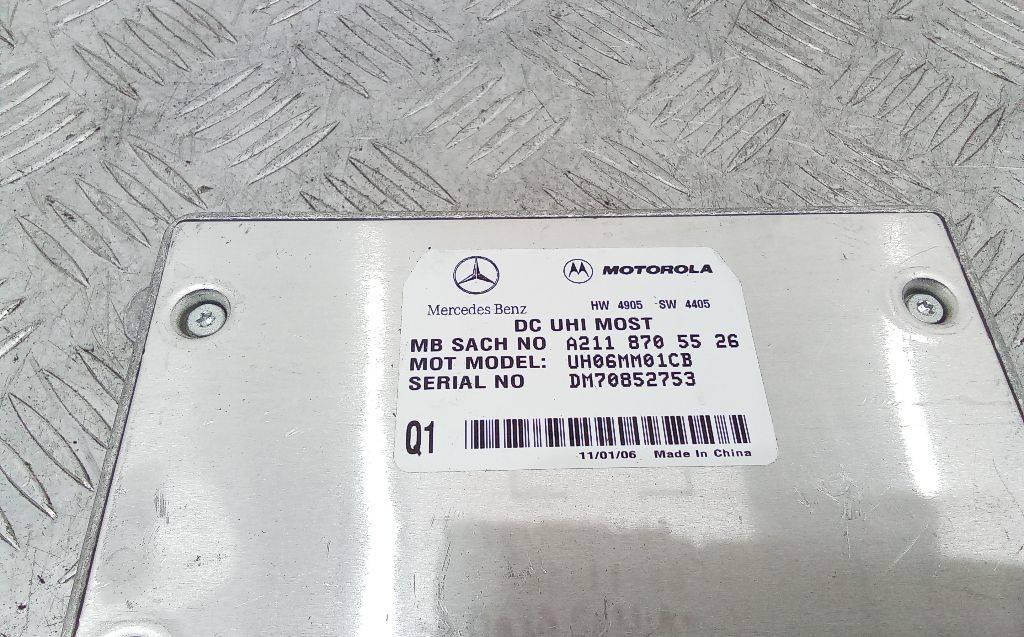 MOTOROLA
Mercedes Benz
HW 4905 SW 4405
DC UHI MOST
MB SACH NO A211 870 55 26
MOT MODEL: UH06MM01CB
SERIAL NO DM70852753
Q1
11/01/06 Made In China